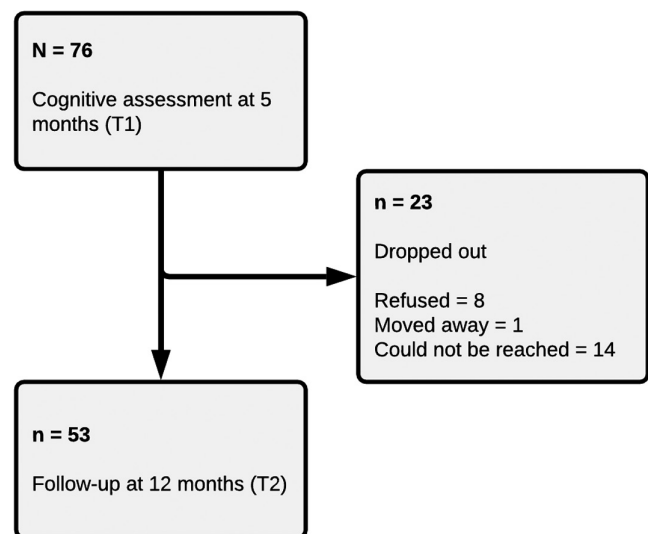 N = 76
Cognitive assessment at 5
months (T1)
n = 23
Dropped out
Refused = 8
Moved away = 1
Could not be reached = 14
n = 53
Follow-up at 12 months (T2)